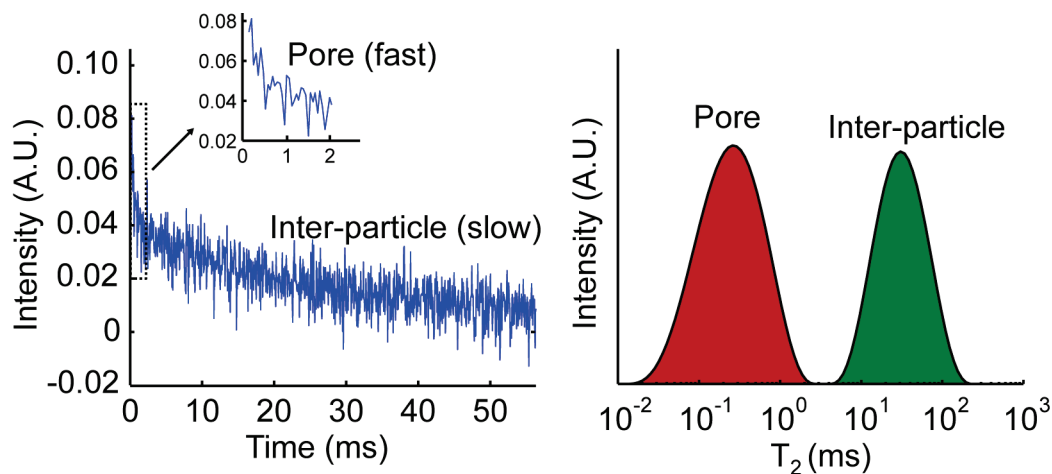 0.10
0.08
0.06
0.04
0.02
0
-0.02
0 10 20 30 40 50
Intensity (A.U.)
Time (ms)
0.08
0.06
0.04
0.02
1 2
Pore (fast)
Inter-particle (slow)
Pore
Inter-particle
Intensity (A.U.)
10-2 10-1 100 101 102 103
T2 (ms)